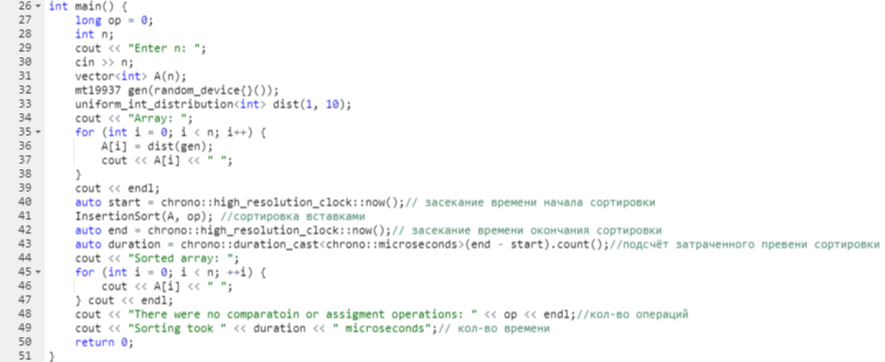 26 int main() {
27 long op = 0;
28 int n;
29 cout << "Enter n: ";
30 cin >> n;
31 vector<int> A(n);
32 mt19937 gen(random_device{}());
33 uniform_int_distribution<int> dist(1, 10);
34 cout << "Array: ";
35 for (int i = 0; i < n; i++) {
36 A[i] = dist(gen);
37 cout << A[i] << " ";
38 }
39 cout << endl;
40 auto start = chrono::high_resolution_clock::now();// засекание времени начала сортировки
41 InsertionSort(A, op); //сортировка вставками
42 auto end = chrono::high_resolution_clock::now();// засекание времени окончания сортировки
43 auto duration = chrono::duration_cast<chrono::microseconds>(end - start).count();//подсчёт затраченного превени сортировки
44 cout << "Sorted array: ";
45 for (int i = 0; i < n; ++i) {
46 cout << A[i] << " ";
47 } cout << endl;
48 cout << "There were no comparatoin or assigment operations: " << op << endl;//кол-во операций
49 cout << "Sorting took " << duration << " microseconds";// кол-во времени
50 return 0;
51 }